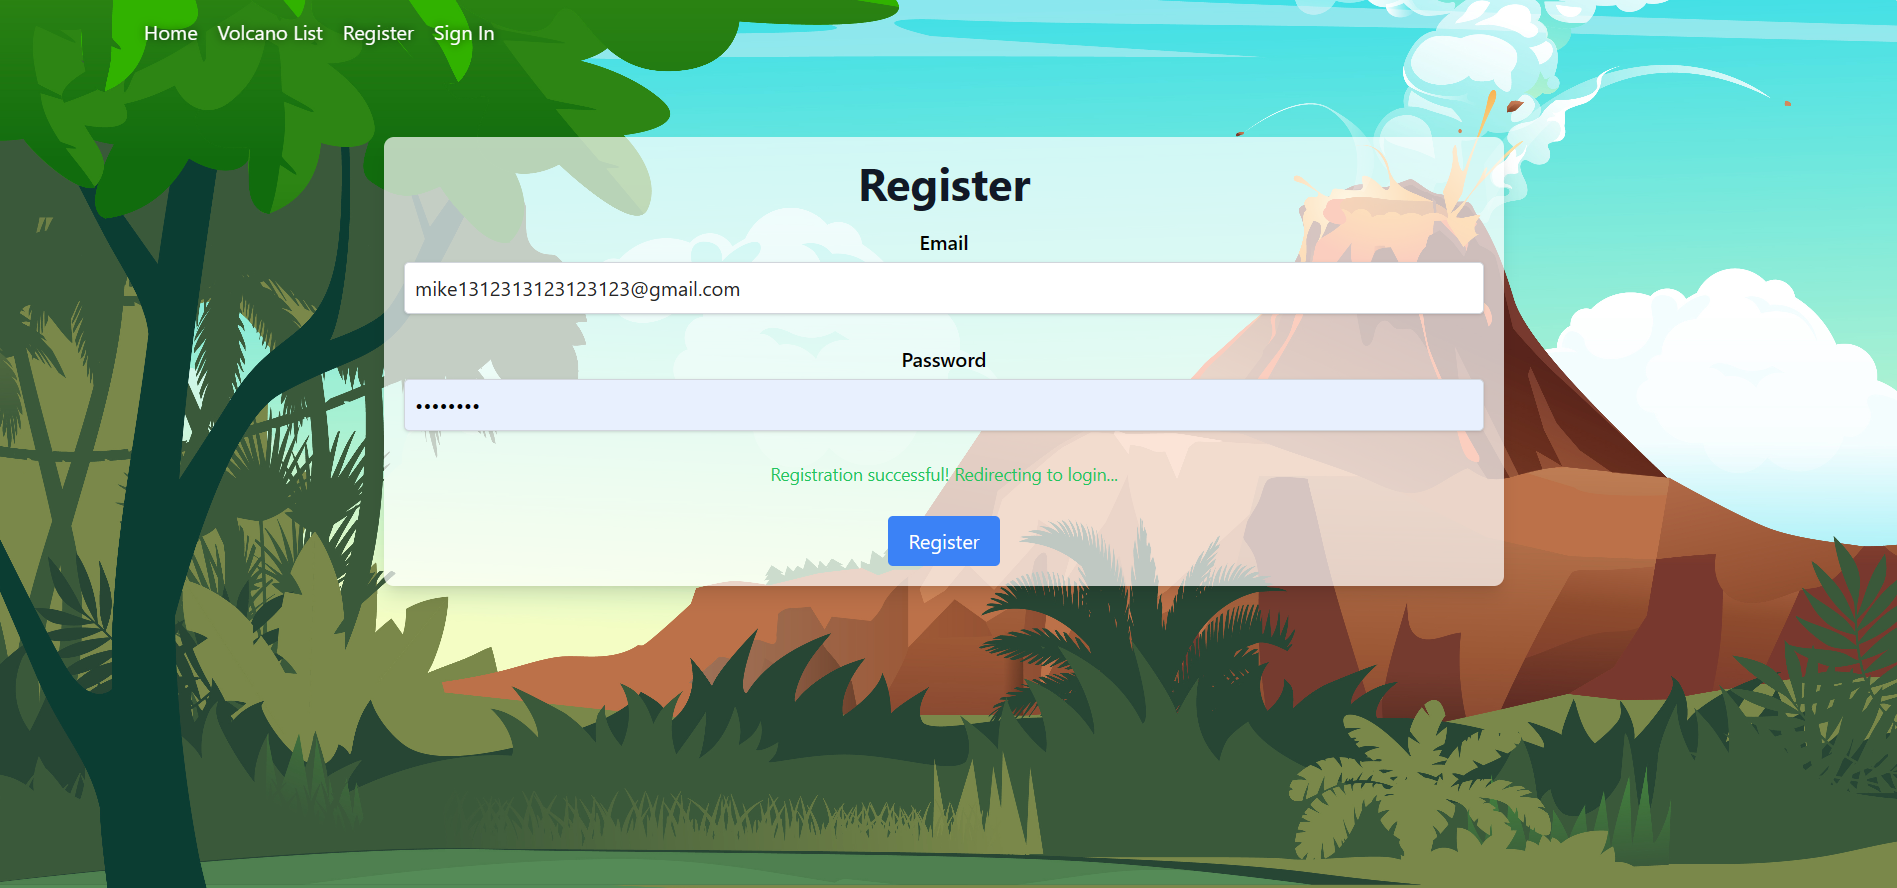 Home Volcano List Register Sign In
Register
Email
mike1312313123123123@gmail.com
Password
••••••••
Registration successful! Redirecting to login...
Register